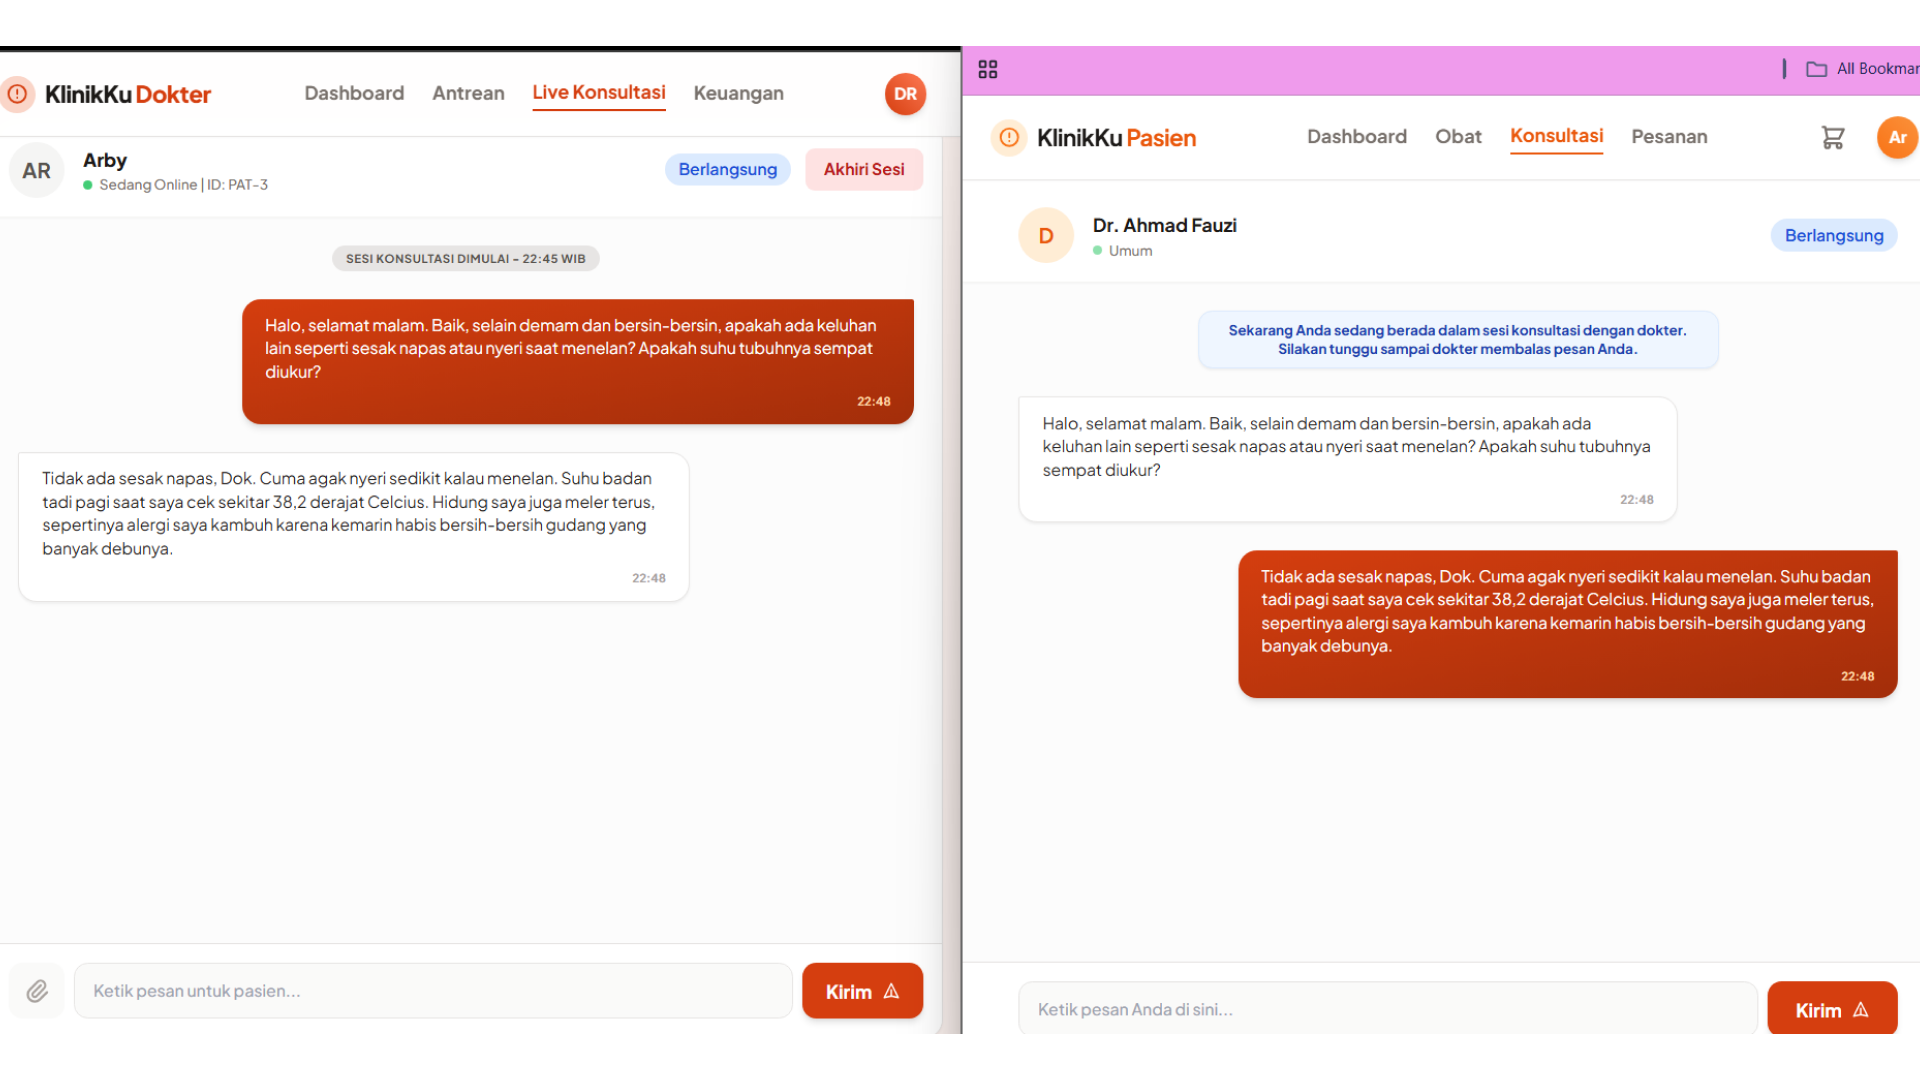 KlinikKu Dokter
Dashboard
Antrean
Live Konsultasi
Keuangan
DR
AR
Arby
Sedang Online | ID: PAT-3
Berlangsung
Akhiri Sesi
SESI KONSULTASI DIMULAI - 22:45 WIB
Halo, selamat malam. Baik, selain demam dan bersin-bersin, apakah ada keluhan
lain seperti sesak napas atau nyeri saat menelan? Apakah suhu tubuhnya sempat
diukur?
22:48
Tidak ada sesak napas, Dok. Cuma agak nyeri sedikit kalau menelan. Suhu badan
tadi pagi saat saya cek sekitar 38,2 derajat Celcius. Hidung saya juga meler terus,
sepertinya alergi saya kambuh karena kemarin habis bersih-bersih gudang yang
banyak debunya.
22:48
Ketik pesan untuk pasien...
Kirim
All Bookmar
KlinikKu Pasien
Dashboard
Obat
Konsultasi
Pesanan
Ar
D
Dr. Ahmad Fauzi
Umum
Berlangsung
Sekarang Anda sedang berada dalam sesi konsultasi dengan dokter.
Silakan tunggu sampai dokter membalas pesan Anda.
Halo, selamat malam. Baik, selain demam dan bersin-bersin, apakah ada
keluhan lain seperti sesak napas atau nyeri saat menelan? Apakah suhu tubuhnya
sempat diukur?
22:48
Tidak ada sesak napas, Dok. Cuma agak nyeri sedikit kalau menelan. Suhu badan
tadi pagi saat saya cek sekitar 38,2 derajat Celcius. Hidung saya juga meler terus,
sepertinya alergi saya kambuh karena kemarin habis bersih-bersih gudang yang
banyak debunya.
22:48
Ketik pesan Anda di sini...
Kirim